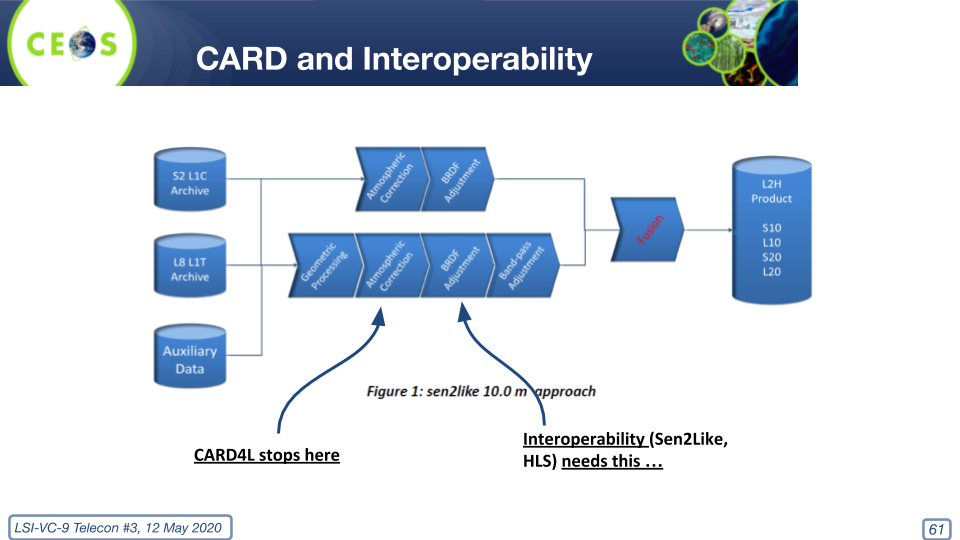 CEOS
CARD and Interoperability
S2 L1C
Archive
Atmospheric
Correction
BRDF
Adjustment
L8 L1T
Archive
Geometric
Processing
Atmospheric
Correction
BRDF
Adjustment
Band-pass
Adjustment
Auxiliary
Data
Fusion
L2H
Product
S10
L10
S20
L20
Figure 1: sen2like 10.0 m approach
CARD4L stops here
Interoperability (Sen2Like,
HLS) needs this …
LSI-VC-9 Telecon #3, 12 May 2020
61